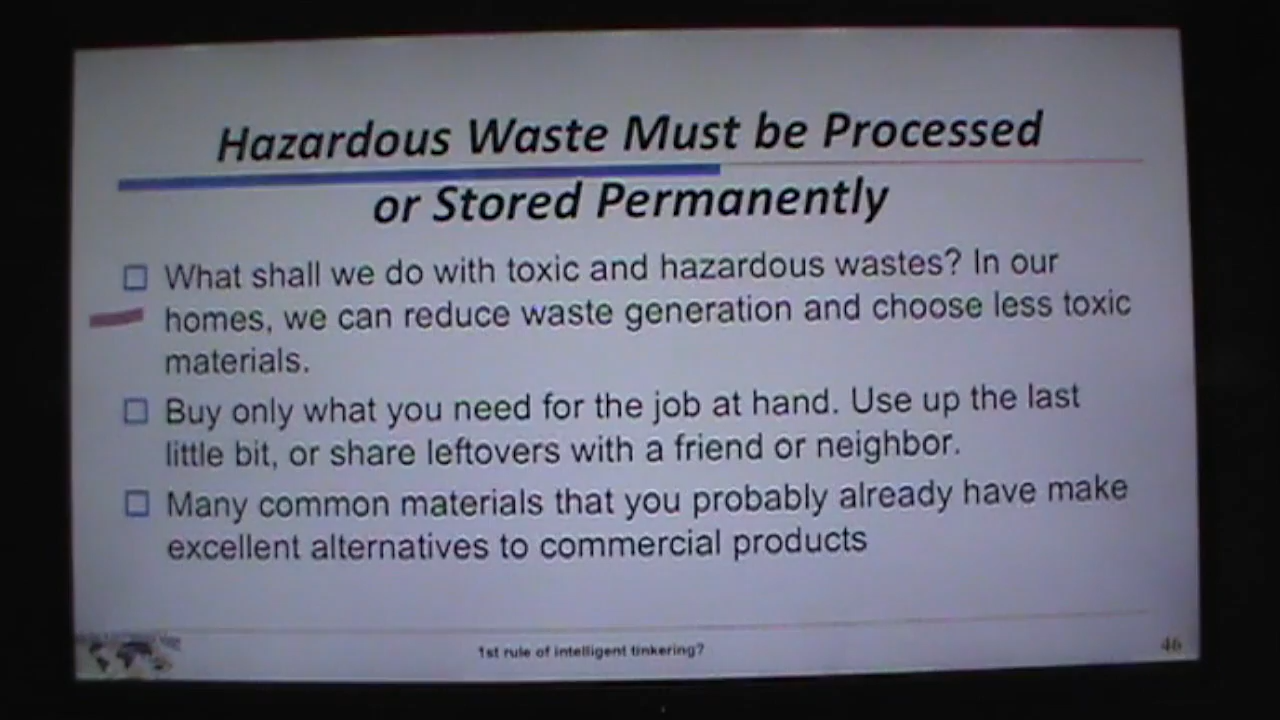 Hazardous Waste Must be Processed
or Stored Permanently
What shall we do with toxic and hazardous wastes? In our
homes, we can reduce waste generation and choose less toxic
materials.
Buy only what you need for the job at hand. Use up the last
little bit, or share leftovers with a friend or neighbor.
Many common materials that you probably already have make
excellent alternatives to commercial products
1st rule of intelligent tinkering?
46